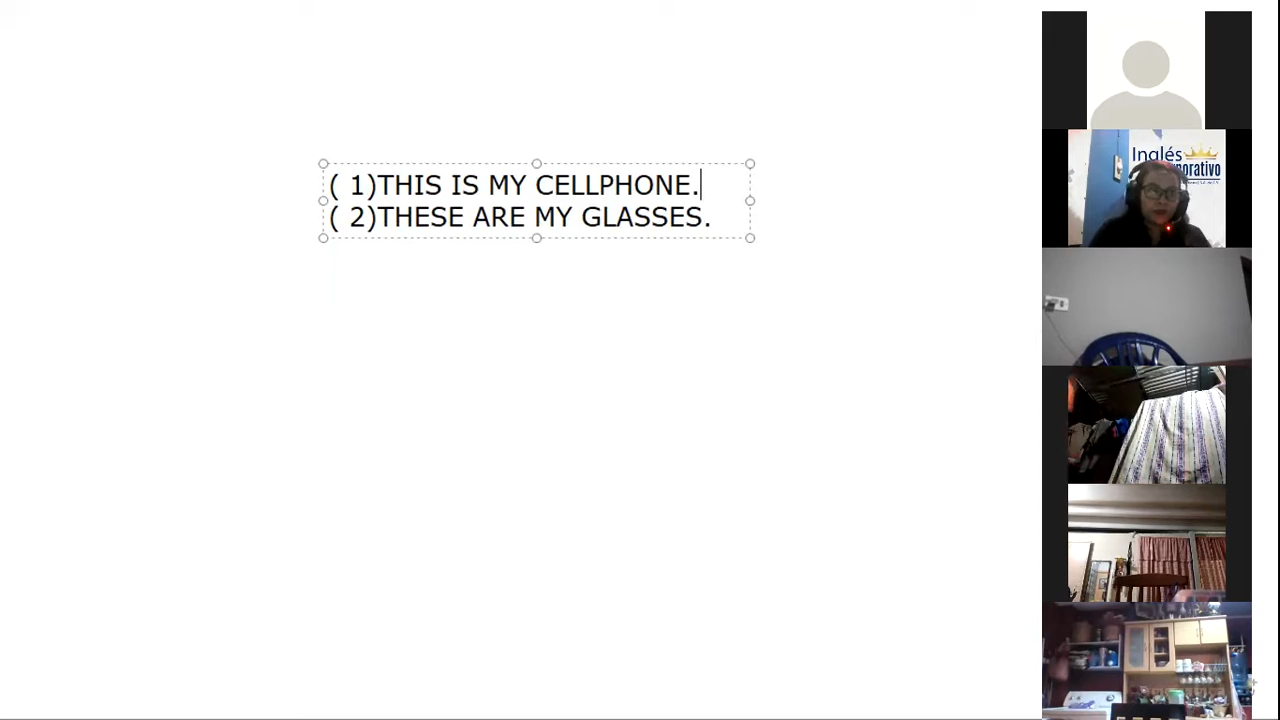 ( 1)THIS IS MY CELLPHONE.
( 2)THESE ARE MY GLASSES.
Inglés